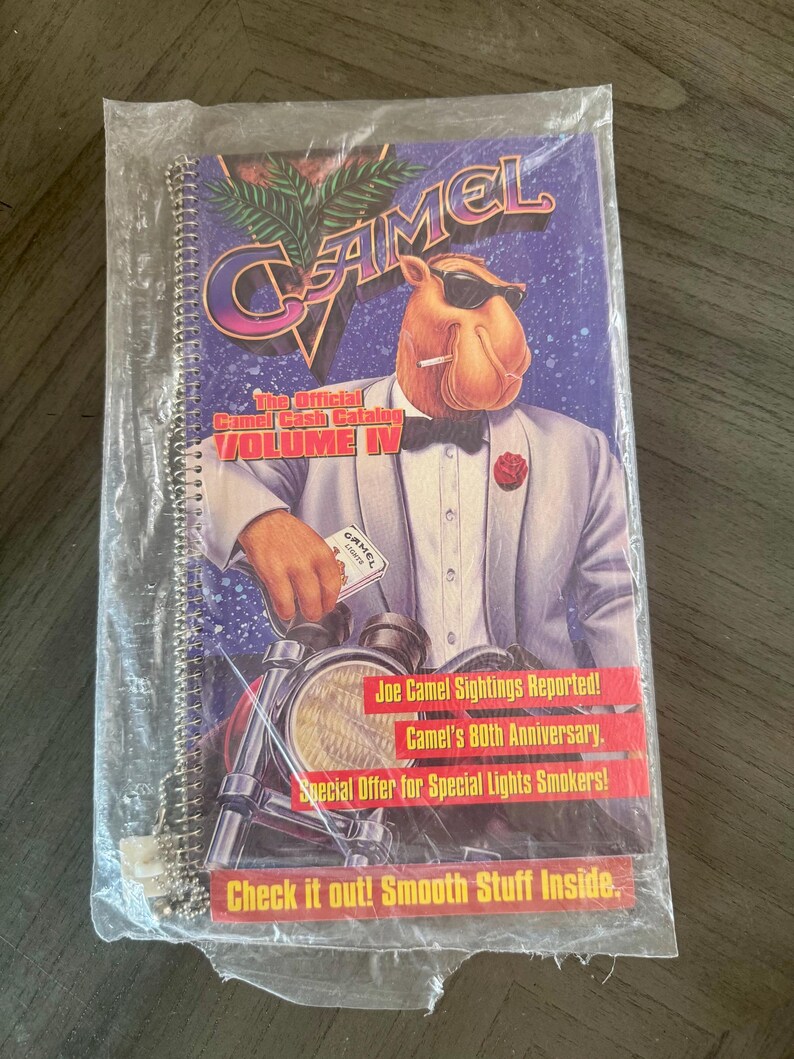 CAMEL
The Official
Camel Cash Catalog
VOLUME IV
CAMEL
LIGHTS
Joe Camel Sightings Reported!
Camel's 80th Anniversary.
Special Offer for Special Lights Smokers!
Check it out! Smooth Stuff Inside.